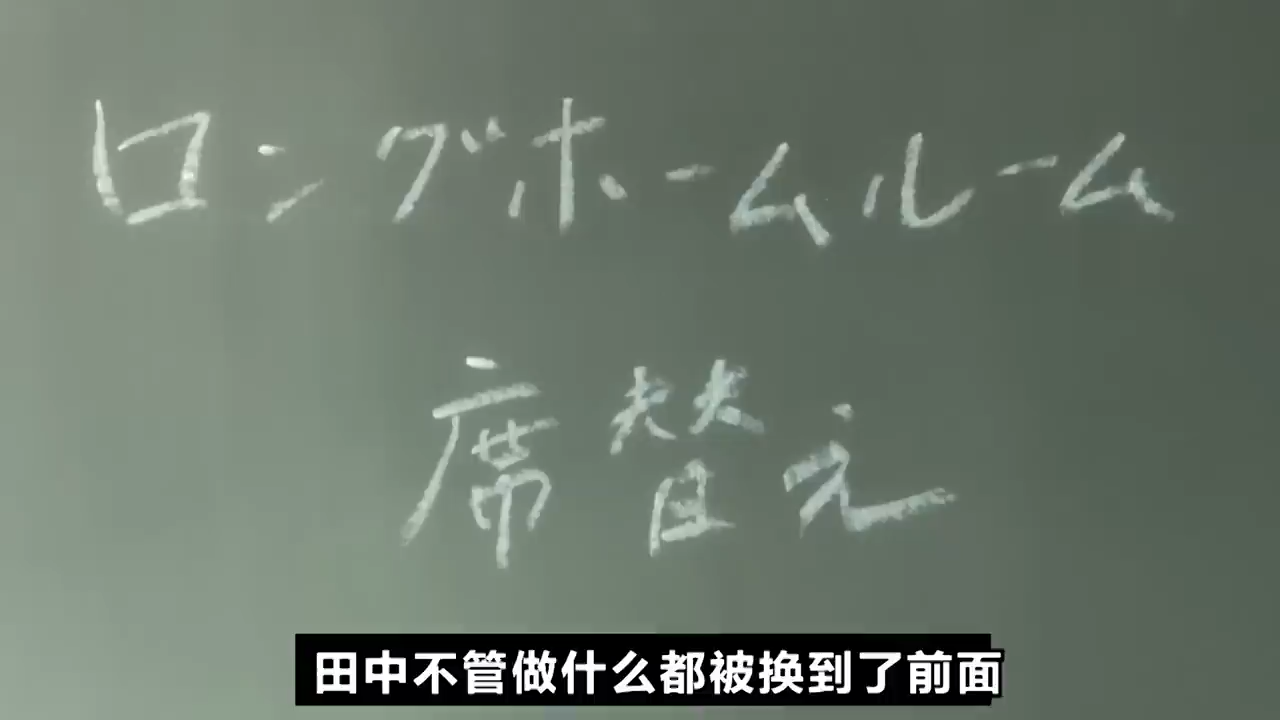 ロングホームルーム
席替え
田中不管做什么都被换到了前面